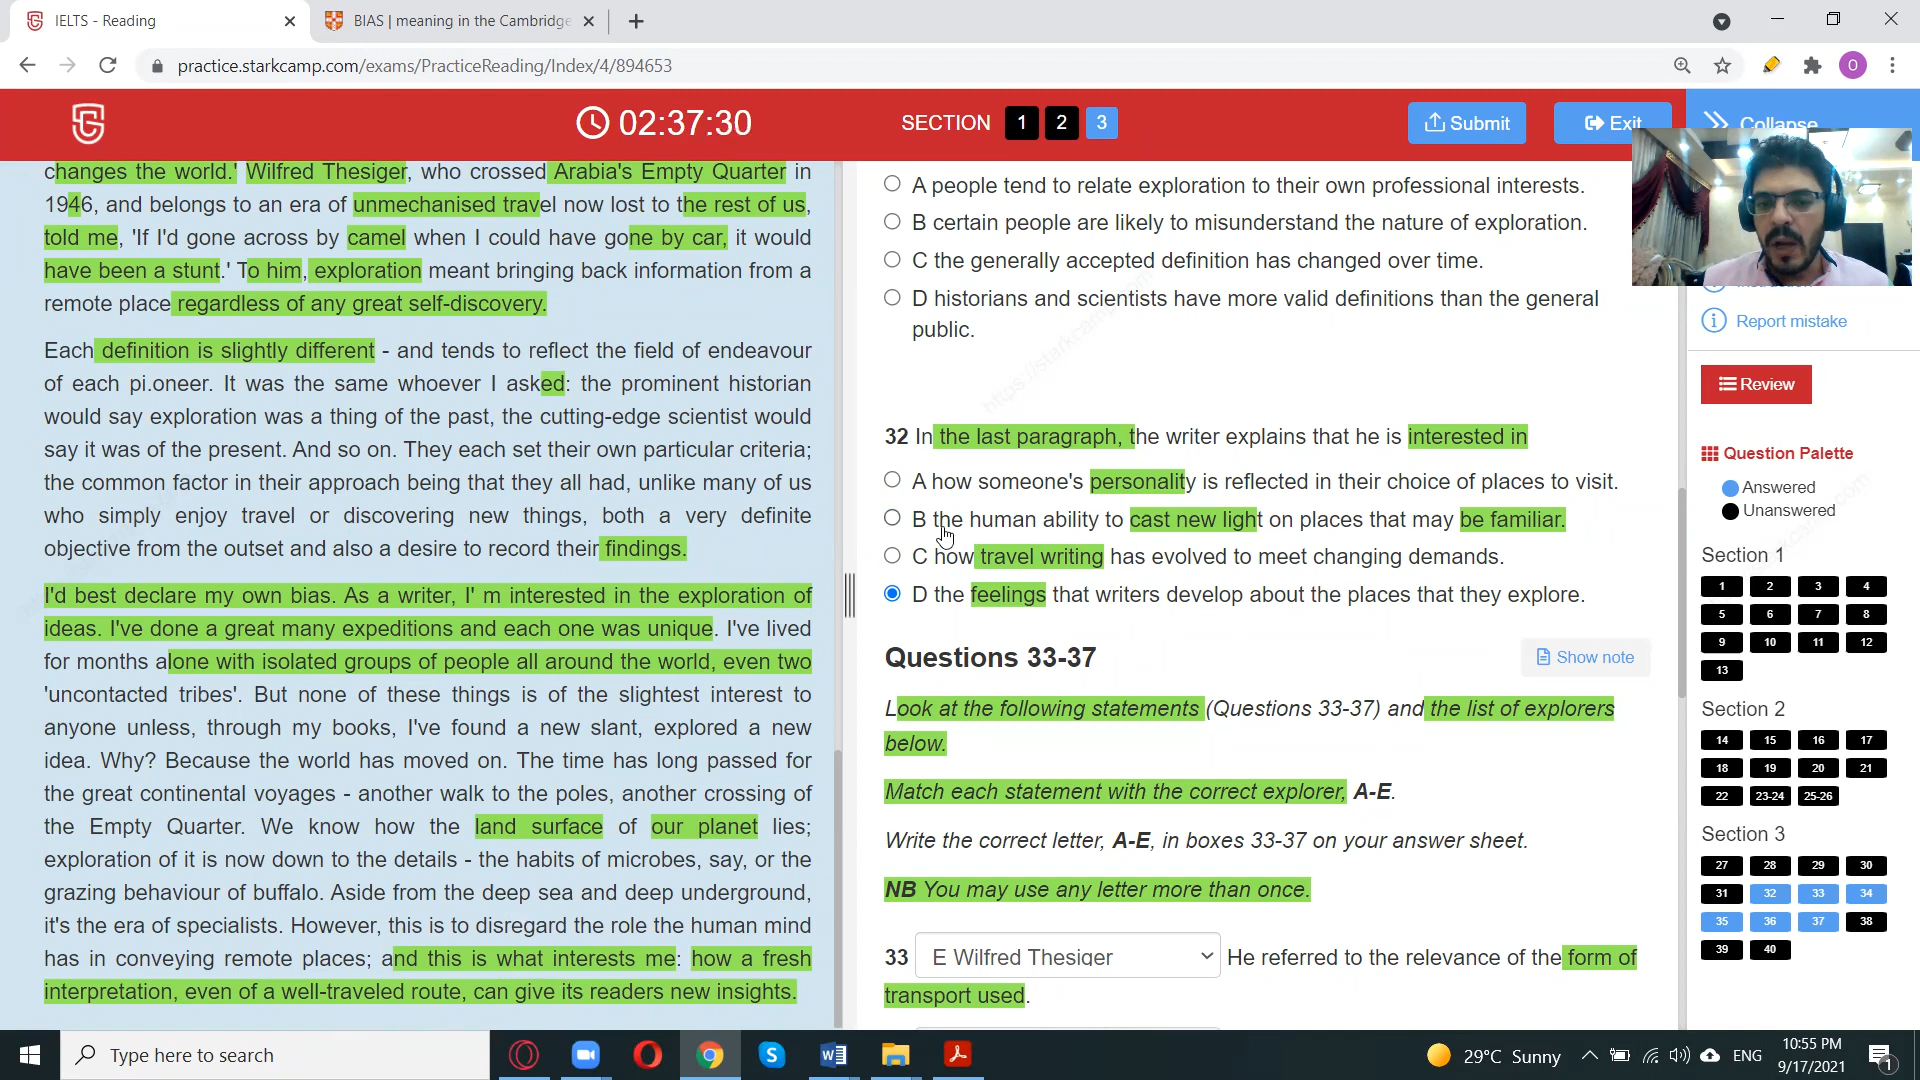 IELTS - Reading
BIAS | meaning in the Cambridge
practice.starkcamp.com/exams/PracticeReading/Index/4/894653
O
02:37:30
SECTION 1 2 3
Submit
Exit
Collapse
changes the world.' Wilfred Thesiger, who crossed Arabia's Empty Quarter in
1946, and belongs to an era of unmechanised travel now lost to the rest of us,
told me, 'If I'd gone across by camel when I could have gone by car, it would
have been a stunt.' To him, exploration meant bringing back information from a
remote place regardless of any great self-discovery.
Each definition is slightly different - and tends to reflect the field of endeavour
of each pi.oneer. It was the same whoever I asked: the prominent historian
would say exploration was a thing of the past, the cutting-edge scientist would
say it was of the present. And so on. They each set their own particular criteria;
the common factor in their approach being that they all had, unlike many of us
who simply enjoy travel or discovering new things, both a very definite
objective from the outset and also a desire to record their findings.
I'd best declare my own bias. As a writer, I' m interested in the exploration of
ideas. I've done a great many expeditions and each one was unique. I've lived
for months alone with isolated groups of people all around the world, even two
'uncontacted tribes'. But none of these things is of the slightest interest to
anyone unless, through my books, I've found a new slant, explored a new
idea. Why? Because the world has moved on. The time has long passed for
the great continental voyages - another walk to the poles, another crossing of
the Empty Quarter. We know how the land surface of our planet lies;
exploration of it is now down to the details - the habits of microbes, say, or the
grazing behaviour of buffalo. Aside from the deep sea and deep underground,
it's the era of specialists. However, this is to disregard the role the human mind
has in conveying remote places; and this is what interests me: how a fresh
interpretation, even of a well-traveled route, can give its readers new insights.
A people tend to relate exploration to their own professional interests.
B certain people are likely to misunderstand the nature of exploration.
C the generally accepted definition has changed over time.
D historians and scientists have more valid definitions than the general
public.
32 In the last paragraph, the writer explains that he is interested in
A how someone's personality is reflected in their choice of places to visit.
B the human ability to cast new light on places that may be familiar.
C how travel writing has evolved to meet changing demands.
D the feelings that writers develop about the places that they explore.
Questions 33-37
Show note
Look at the following statements (Questions 33-37) and the list of explorers
below.
Match each statement with the correct explorer, A-E.
Write the correct letter, A-E, in boxes 33-37 on your answer sheet.
NB You may use any letter more than once.
33 E Wilfred Thesiger He referred to the relevance of the form of
transport used.
Report mistake
Review
Question Palette
Answered
Unanswered
Section 1
1 2 3 4
5 6 7 8
9 10 11 12
13
Section 2
14 15 16 17
18 19 20 21
22 23-24 25-26
Section 3
27 28 29 30
31 32 33 34
35 36 37 38
39 40
Type here to search
29°C Sunny
ENG
10:55 PM
9/17/2021
1